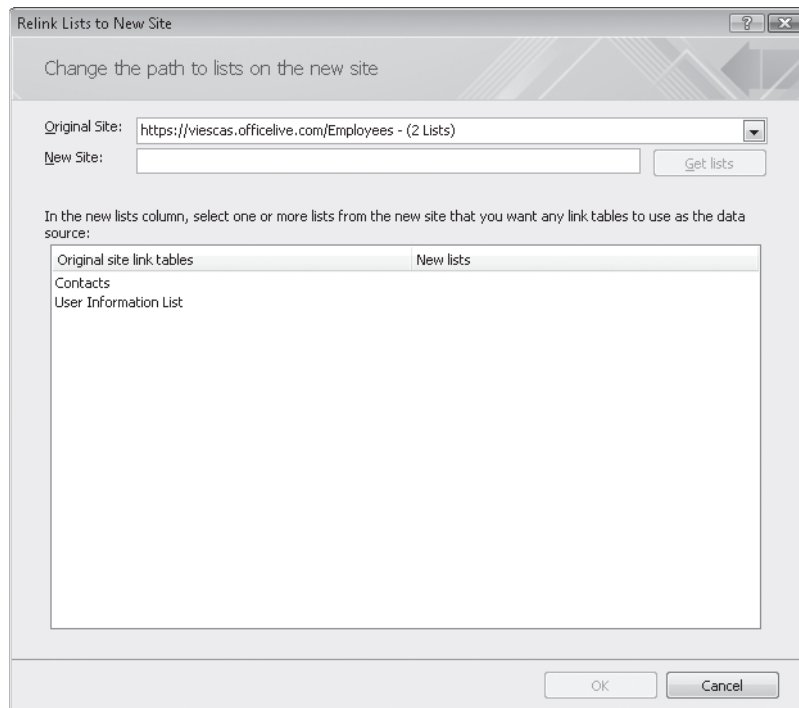 Relink Lists to New Site
?
Change the path to lists on the new site
Original Site: https://viescas.officelive.com/Employees - (2 Lists)
New Site: Get lists
In the new lists column, select one or more lists from the new site that you want any link tables to use as the data
source:
Original site link tables New lists
Contacts
User Information List
OK Cancel